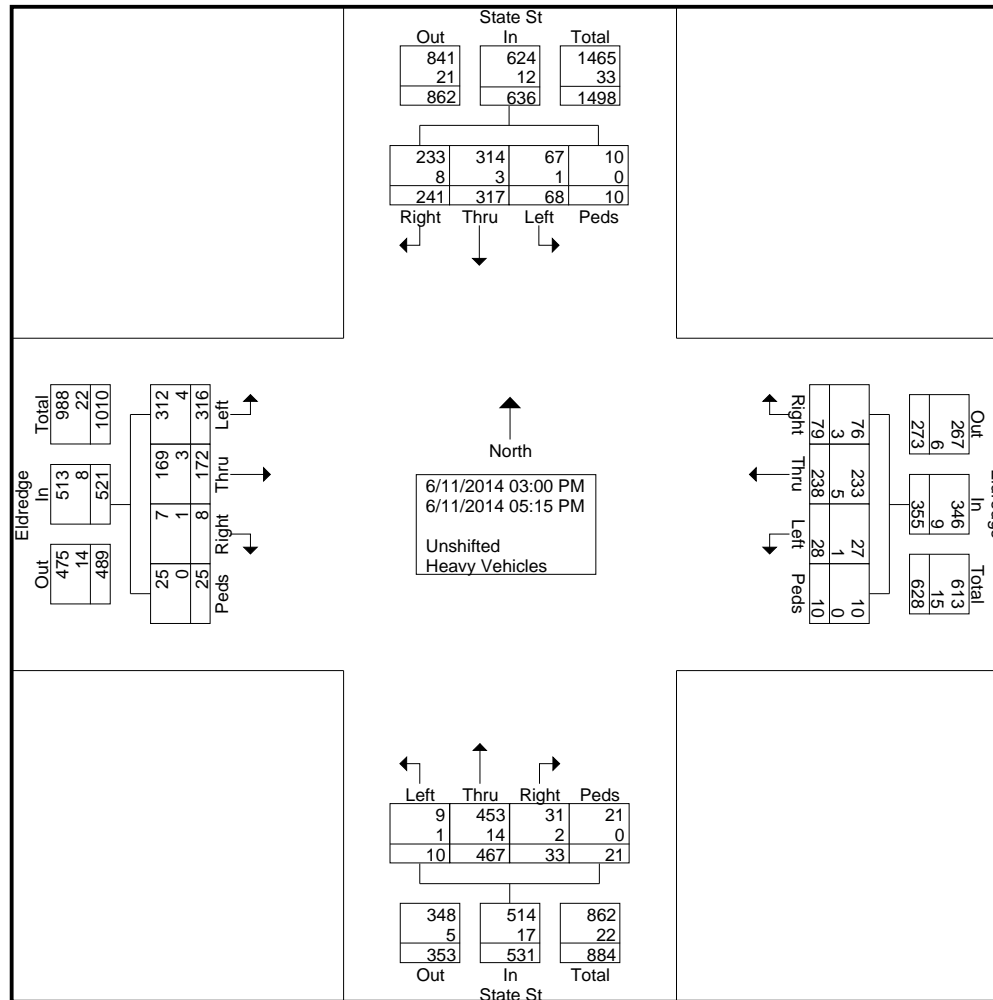 State St
Out In Total
841 624 1465
21 12 33
862 636 1498
233 314 67 10
8 3 1 0
241 317 68 10
Right Thru Left Peds
Eldredge
Total In Out
988 513 475
22 8 14
1010 521 489
312 169 7 25
4 3 1 0
316 172 8 25
Left Thru Right Peds
North
6/11/2014 03:00 PM
6/11/2014 05:15 PM
Unshifted
Heavy Vehicles
Right Thru Left Peds
76 233 27 10
3 5 1 0
79 238 28 10
Out In Total
267 346 613
6 9 15
273 355 628
Left Thru Right Peds
9 453 31 21
1 14 2 0
10 467 33 21
348 514 862
5 17 22
353 531 884
Out In Total
State St